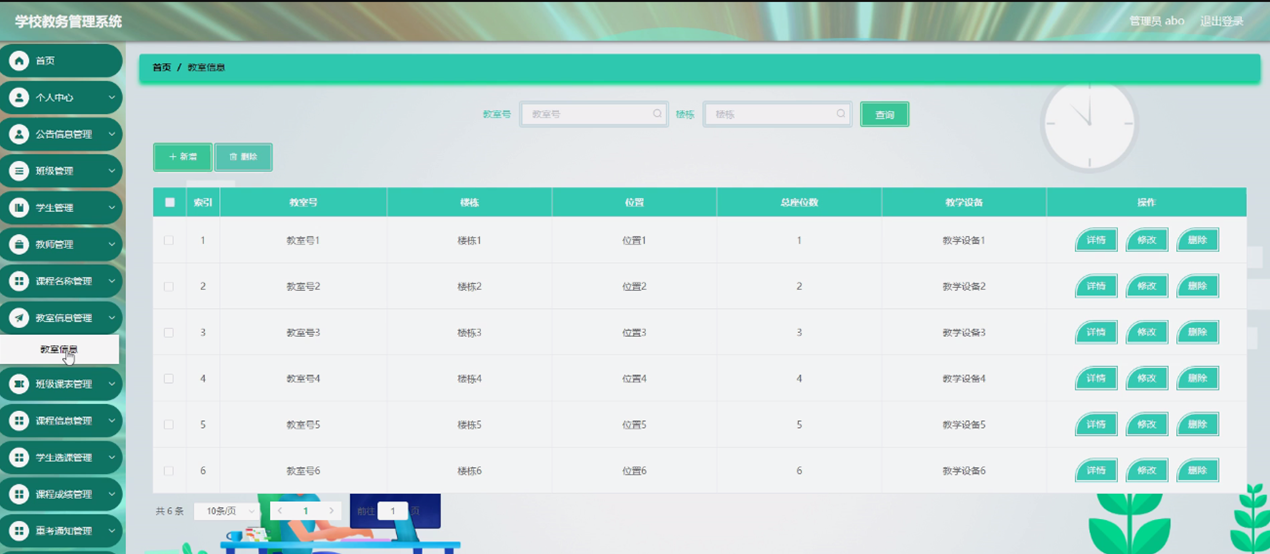 学校教务管理系统
管理员 abo 退出登录
首页
个人中心
公告信息管理
班级管理
学生管理
教师管理
课程名称管理
教室信息管理
教室信息
班级课表管理
课程信息管理
学生选课管理
课程成绩管理
重考通知管理
首页 / 教室信息
教室号 教室号 楼栋 楼栋 查询
+ 新增 删除
索引 教室号 楼栋 位置 总座位数 教学设备 操作
1 教室号1 楼栋1 位置1 1 教学设备1 详情 修改 删除
2 教室号2 楼栋2 位置2 2 教学设备2 详情 修改 删除
3 教室号3 楼栋3 位置3 3 教学设备3 详情 修改 删除
4 教室号4 楼栋4 位置4 4 教学设备4 详情 修改 删除
5 教室号5 楼栋5 位置5 5 教学设备5 详情 修改 删除
6 教室号6 楼栋6 位置6 6 教学设备6 详情 修改 删除
共 6 条 10条/页 < 1 > 前往 1 页